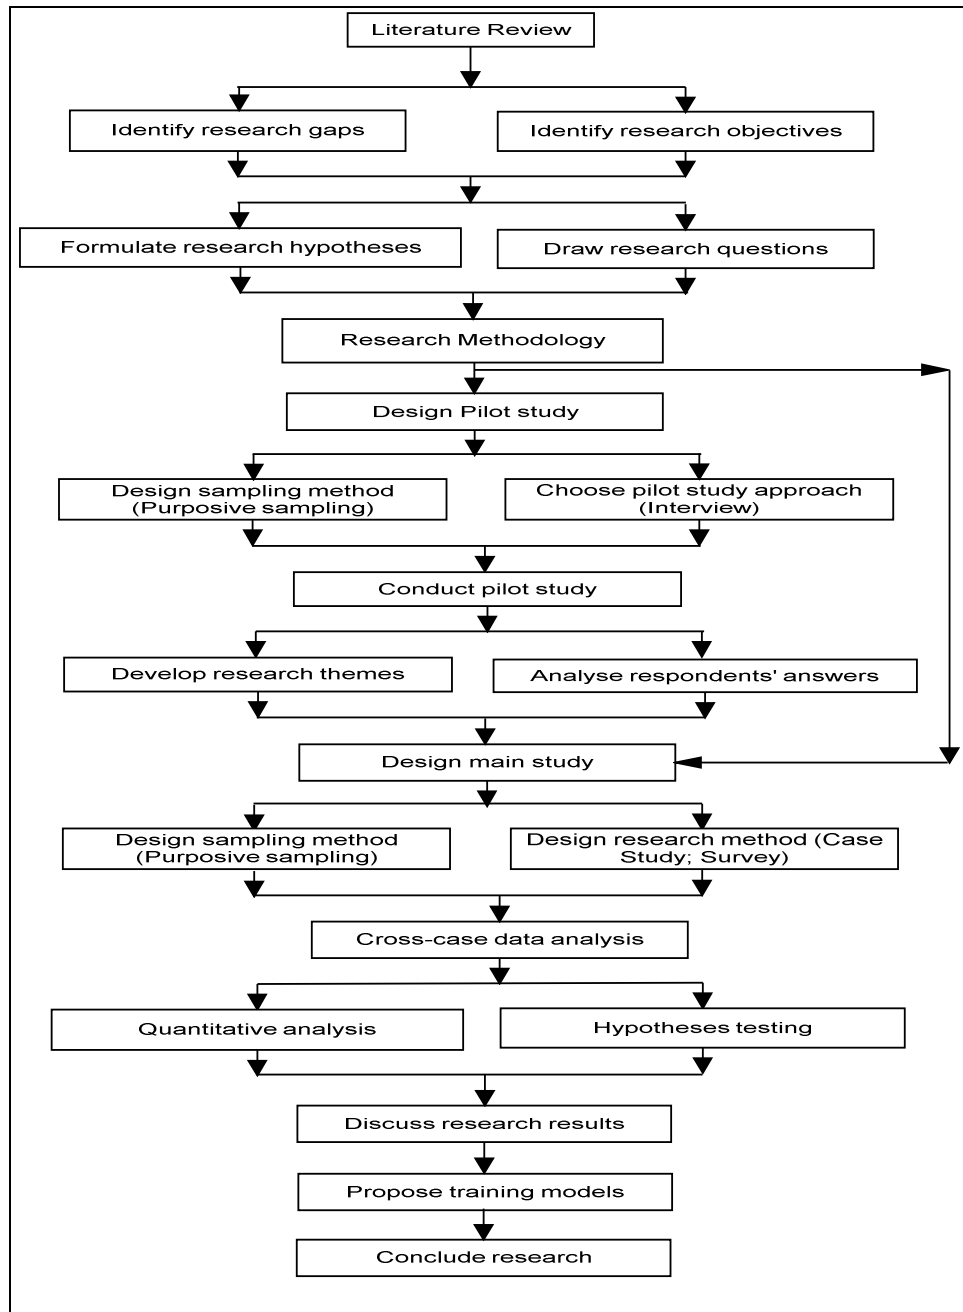 Literature Review
Identify research gaps
Identify research objectives
Formulate research hypotheses
Draw research questions
Research Methodology
Design Pilot study
Design sampling method
(Purposive sampling)
Choose pilot study approach
(Interview)
Conduct pilot study
Develop research themes
Analyse respondents' answers
Design main study
Design sampling method
(Purposive sampling)
Design research method (Case
Study; Survey)
Cross-case data analysis
Quantitative analysis
Hypotheses testing
Discuss research results
Propose training models
Conclude research